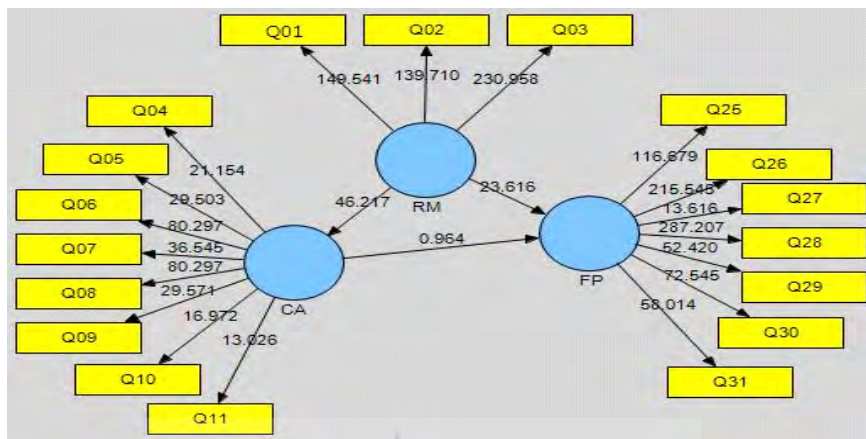 Q01
Q02
Q03
149.541
139.710
230.958
Q04
Q05
Q06
Q07
Q08
Q09
Q10
Q11
21.154
29.503
80.297
36.545
80.297
29.571
16.972
13.026
46.217
RM
23.616
0.964
CA
FP
116.679
215.545
13.616
287.207
52.420
72.545
58.014
Q25
Q26
Q27
Q28
Q29
Q30
Q31